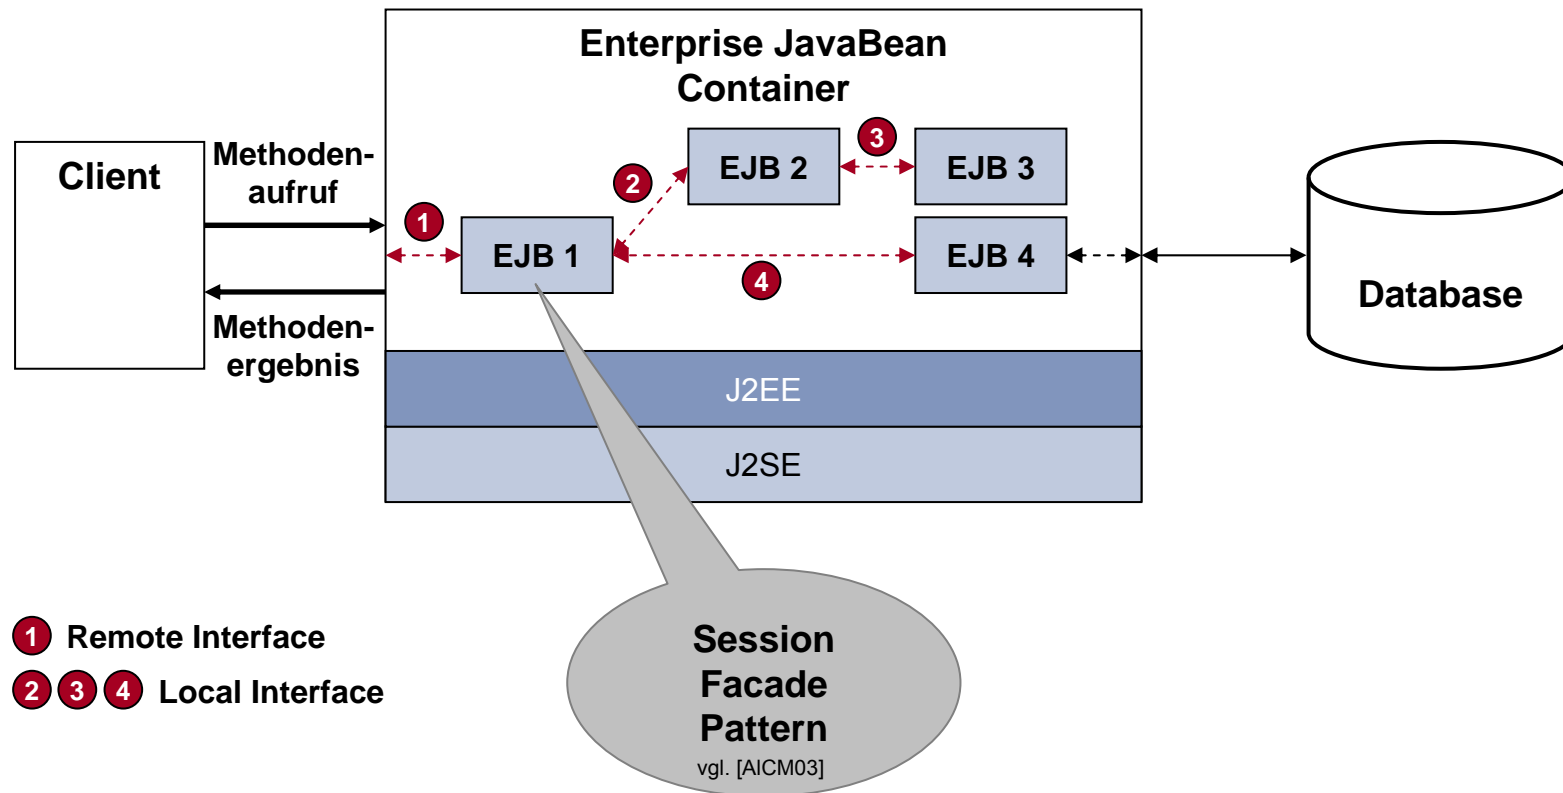 Enterprise JavaBean
Container
Client
Methoden-
aufruf
Methoden-
ergebnis
1
EJB 1
2
EJB 2
3
EJB 3
4
EJB 4
Database
J2EE
J2SE
Session
Facade
Pattern
vgl. [AICM03]
1 Remote Interface
2 3 4 Local Interface